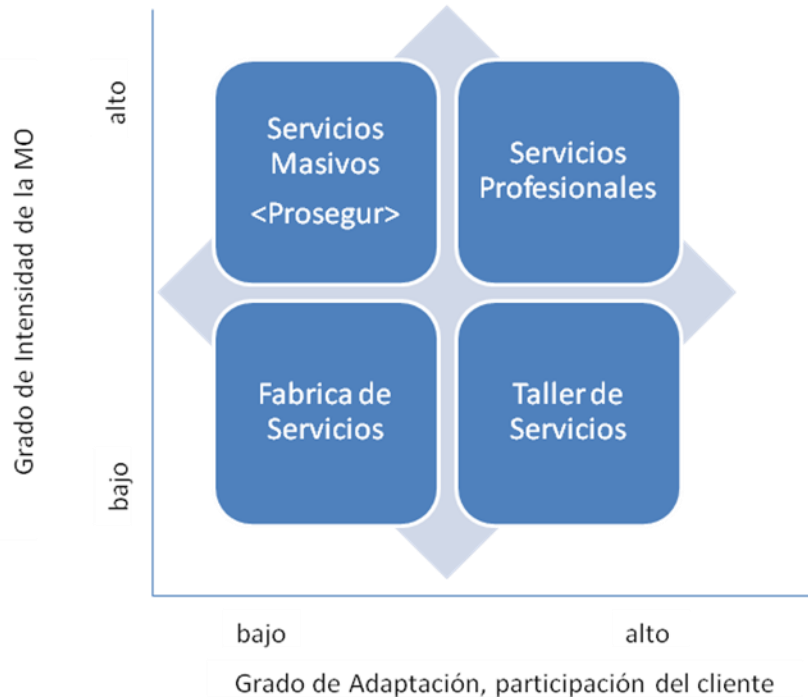 Grado de Intensidad de la MO
alto
bajo
Servicios
Masivos
<Prosegur>
Servicios
Profesionales
Fabrica de
Servicios
Taller de
Servicios
bajo
alto
Grado de Adaptación, participación del cliente